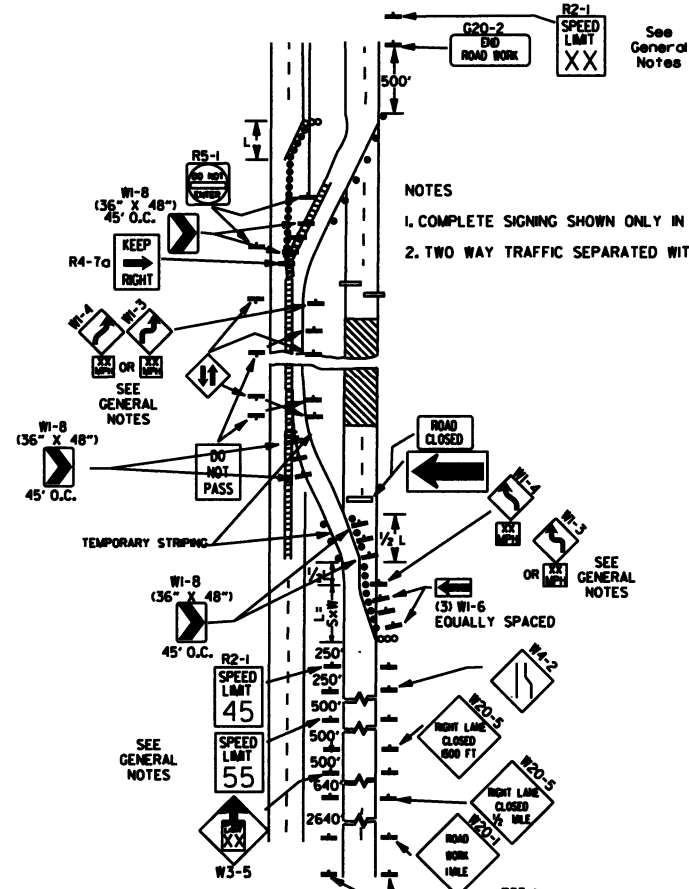 R2-1
SPEED
LIMIT
XX
See
General
Notes
G20-2
END
ROAD WORK
500'
L
R5-1
DO NOT
ENTER
W1-8
(36" X 48")
45' O.C.
KEEP
RIGHT
R4-7a
NOTES
1. COMPLETE SIGNING SHOWN ONLY IN
2. TWO WAY TRAFFIC SEPARATED WIT
W1-4
W1-3
XX
MPH
OR
XX
MPH
SEE
GENERAL
NOTES
W1-8
(36" X 48")
45' O.C.
DO
NOT
PASS
ROAD
CLOSED
W1-4
XX
MPH
W1-3
OR
XX
MPH
SEE
GENERAL
NOTES
TEMPORARY STRIPING
1/2 L
1/2 L
L=
SxW
W1-8
(36" X 48")
45' O.C.
(3) W1-6
EQUALLY SPACED
R2-1
SPEED
LIMIT
45
250'
250'
500'
500'
500'
640'
2640'
W4-2
SEE
GENERAL
NOTES
SPEED
LIMIT
55
W20-5
RIGHT LANE
CLOSED
1500 FT
W20-5
RIGHT LANE
CLOSED
1/2 MILE
XX
W3-5
W20-1
ROAD
WORK
1 MILE